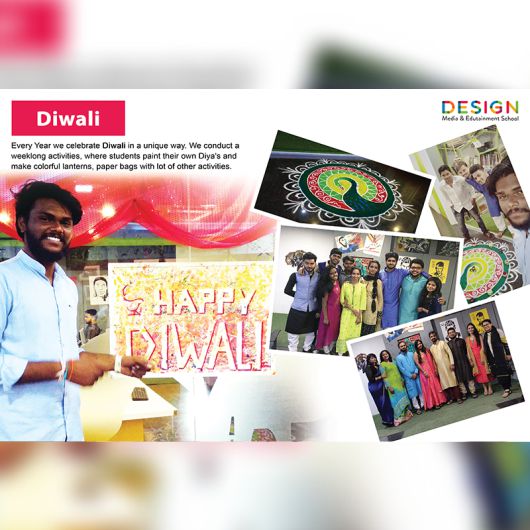 Diwali
DESIGN
Media & Edutainment School
Every Year we celebrate Diwali in a unique way. We conduct a
weeklong activities, where students paint their own Diya's and
make colorful lanterns, paper bags with lot of other activities.
HAPPY
DIWALI